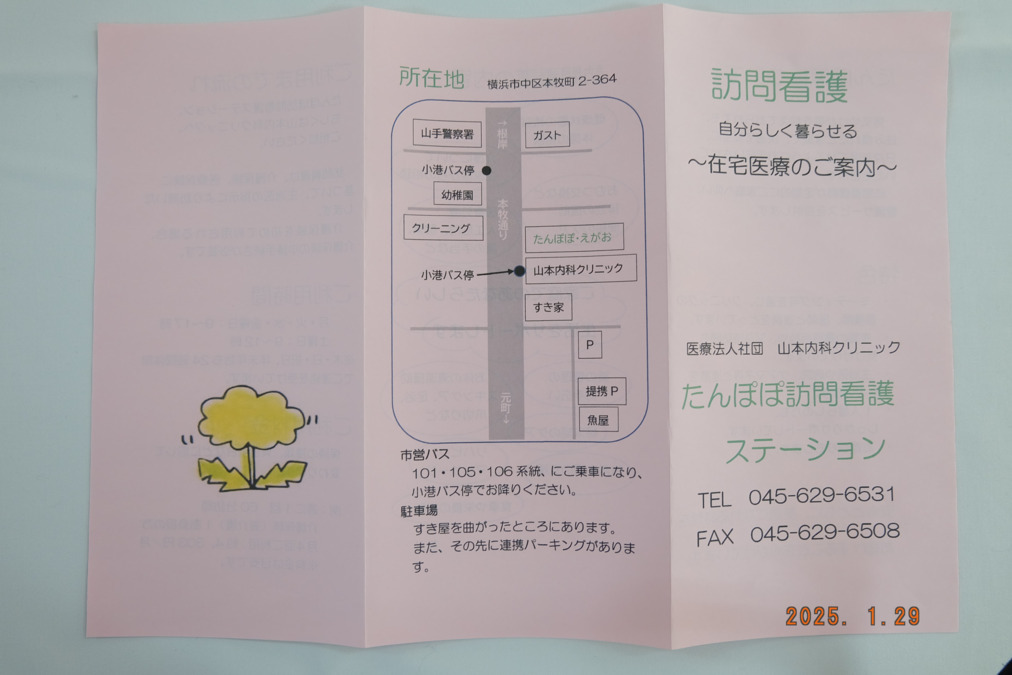 所在地 横浜市中区本牧町 2-364
→根岸
山手警察署
ガスト
小港バス停
幼稚園
本牧通り
クリーニング
たんぽぽ・えがお
小港バス停
山本内科クリニック
すき家
P
提携 P
元町→
魚屋
市営バス
101・105・106 系統、にご乗車になり、
小港バス停でお降りください。
駐車場
すき屋を曲がったところにあります。
また、その先に連携パーキングがありま
す。
訪問看護
自分らしく暮らせる
～在宅医療のご案内～
医療法人社団 山本内科クリニック
たんぽぽ訪問看護
ステーション
TEL 045-629-6531
FAX 045-629-6508
2025. 1.29